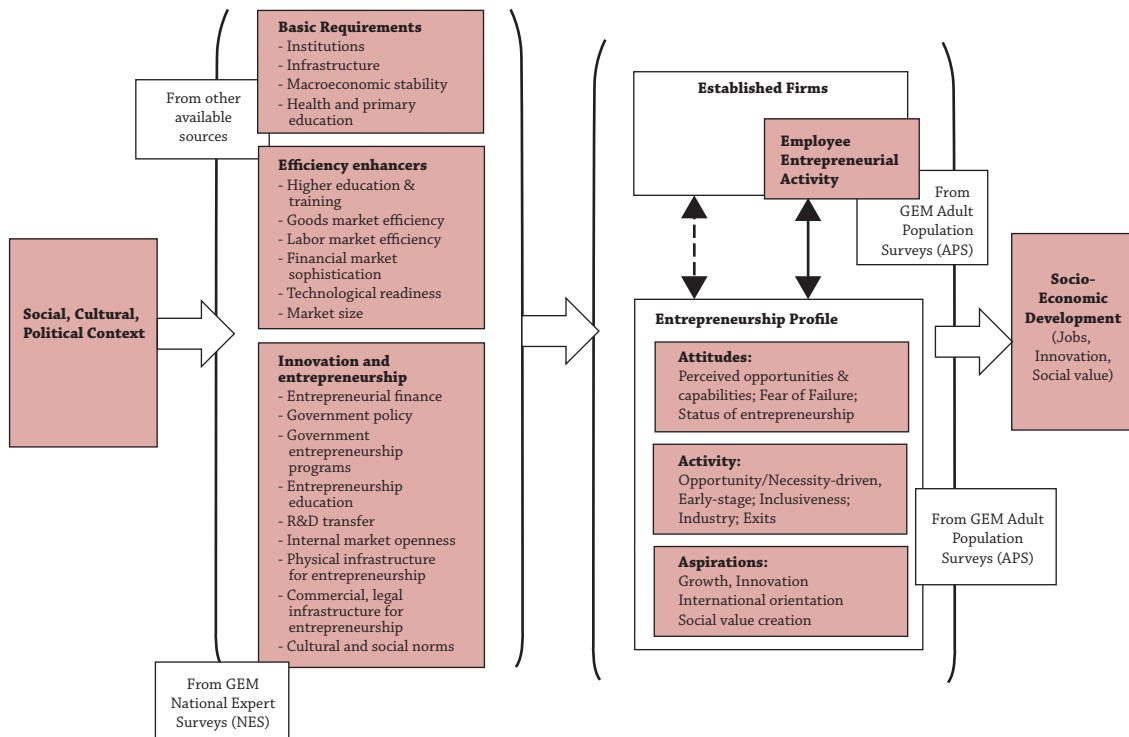 Social, Cultural,
Political Context
From other
available
sources
Basic Requirements
- Institutions
- Infrastructure
- Macroeconomic stability
- Health and primary
education
Efficiency enhancers
- Higher education &
training
- Goods market efficiency
- Labor market efficiency
- Financial market
sophistication
- Technological readiness
- Market size
Innovation and
entrepreneurship
- Entrepreneurial finance
- Government policy
- Government
entrepreneurship
programs
- Entrepreneurship
education
- R&D transfer
- Internal market openness
- Physical infrastructure
for entrepreneurship
- Commercial, legal
infrastructure for
entrepreneurship
- Cultural and social norms
From GEM
National Expert
Surveys (NES)
Established Firms
Employee
Entrepreneurial
Activity
From
GEM Adult
Population
Surveys (APS)
Entrepreneurship Profile
Attitudes:
Perceived opportunities &
capabilities; Fear of Failure;
Status of entrepreneurship
Activity:
Opportunity/Necessity-driven,
Early-stage; Inclusiveness;
Industry; Exits
Aspirations:
Growth, Innovation
International orientation
Social value creation
From GEM Adult
Population
Surveys (APS)
Socio-
Economic
Development
(Jobs,
Innovation,
Social value)